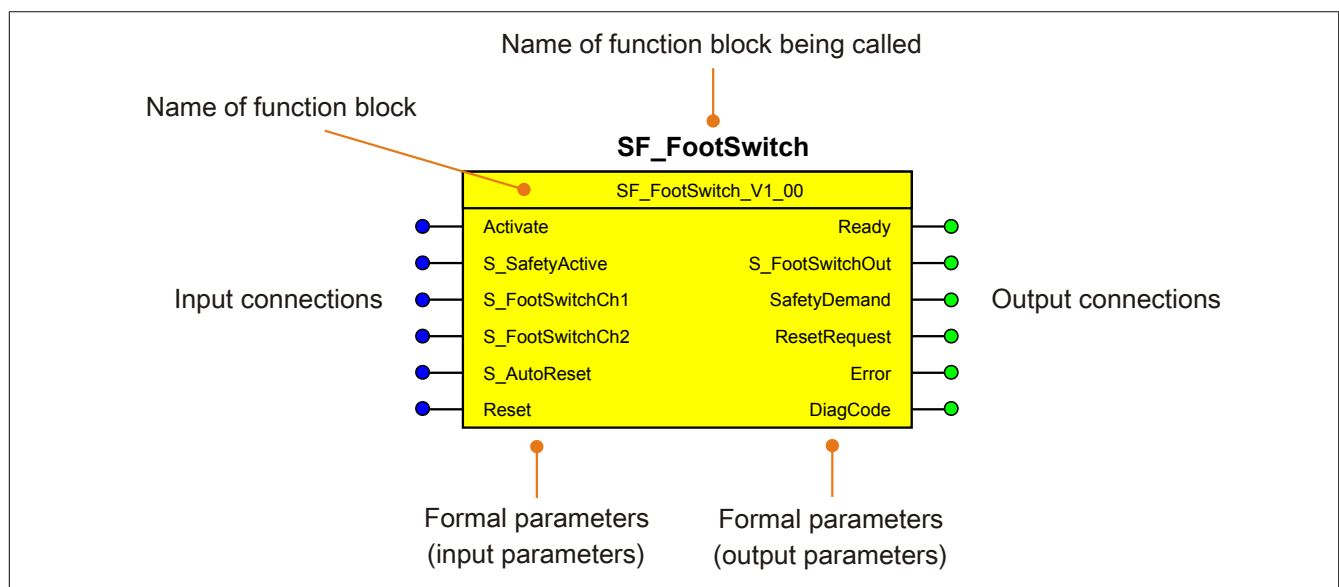 Name of function block being called
Name of function block
SF_FootSwitch
SF_FootSwitch_V1_00
Activate
Ready
S_SafetyActive
S_FootSwitchOut
Input connections
S_FootSwitchCh1
SafetyDemand
Output connections
S_FootSwitchCh2
ResetRequest
S_AutoReset
Error
Reset
DiagCode
Formal parameters
(input parameters)
Formal parameters
(output parameters)